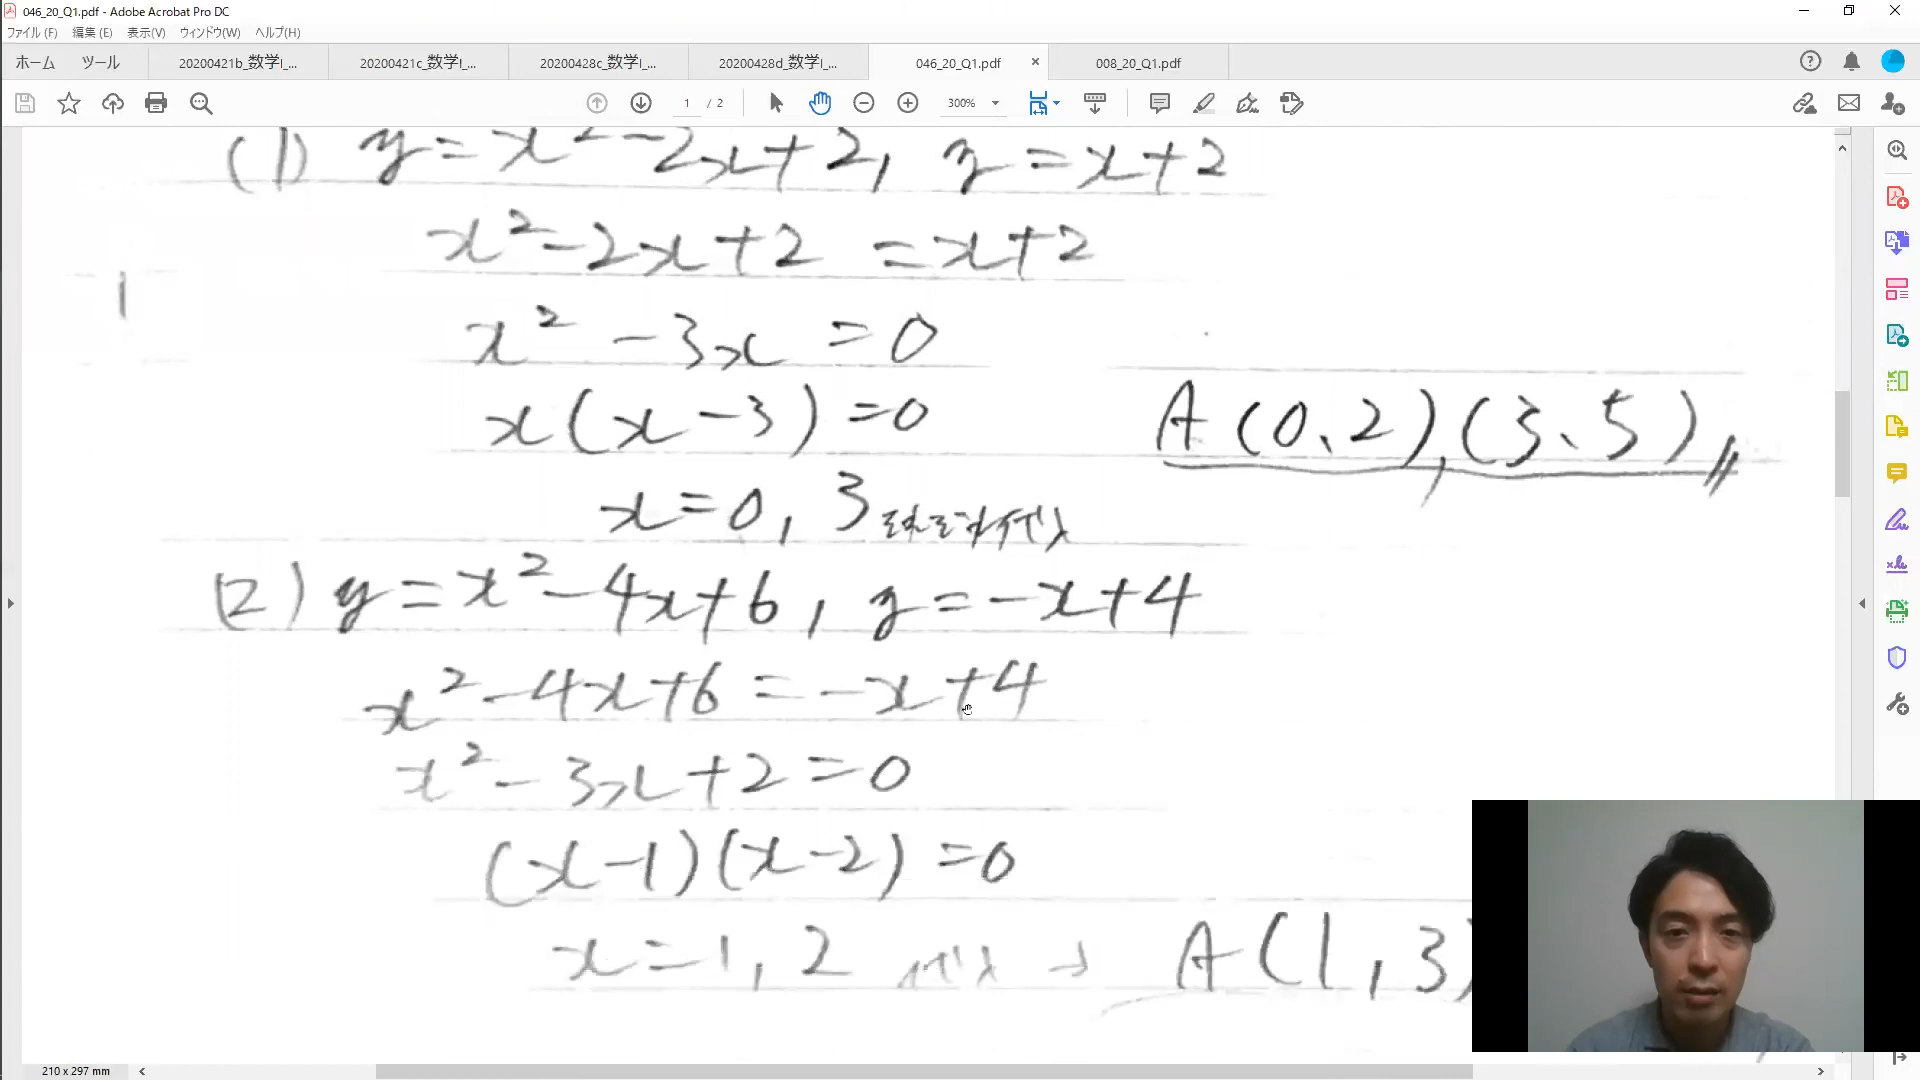 046_20_Q1.pdf - Adobe Acrobat Pro DC
ファイル(F) 編集(E) 表示(V) ウィンドウ(W) ヘルプ(H)
ホーム ツール 20200421b_数学I_... 20200421c_数学I_... 20200428c_数学I_... 20200428d_数学I_... 046_20_Q1.pdf × 008_20_Q1.pdf
1 / 2 300%
(1) y=x²-2x+2, y=x+2
x²-2x+2 =x+2
x² -3x =0
x(x-3)=0
A(0、2),(3、5)
x=0, 3 代入
(2) y=x²-4x+6, y=-x+4
x²-4x+6=-x+4
x²-3x+2=0
(x-1)(x-2)=0
x=1, 2 代入 → A(1,3)
210 x 297 mm